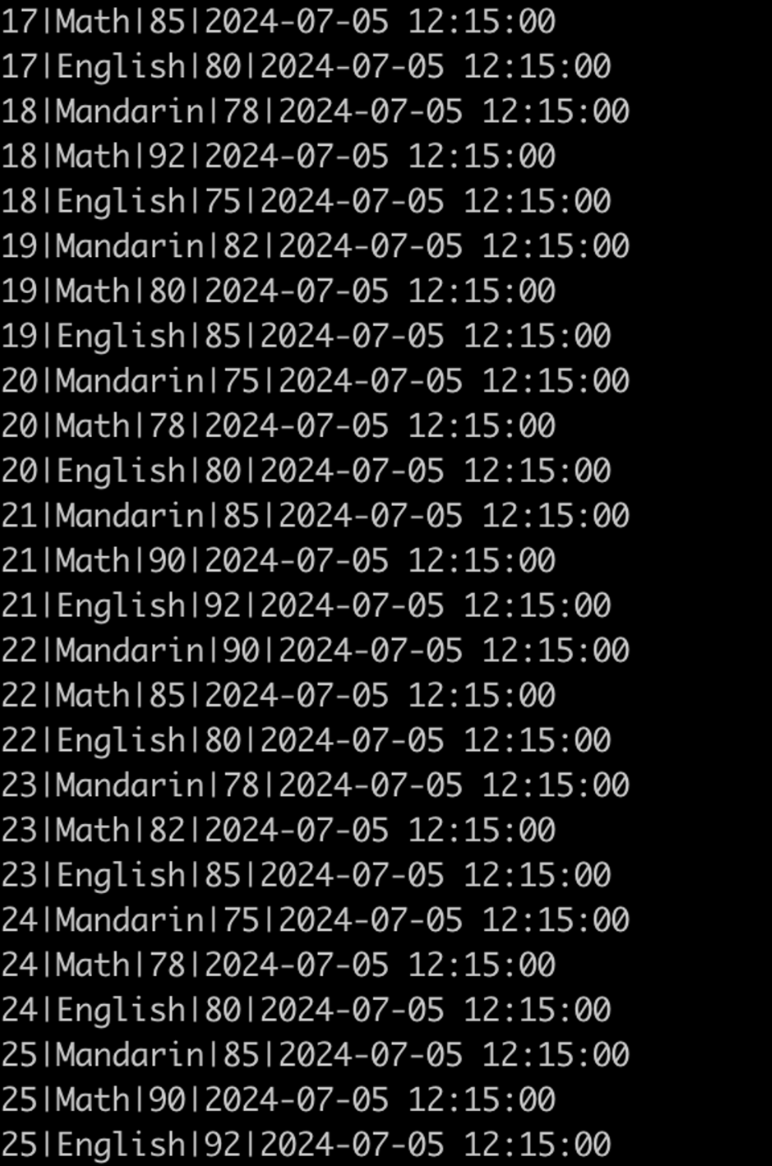 17|Math|85|2024-07-05 12:15:00
17|English|80|2024-07-05 12:15:00
18|Mandarin|78|2024-07-05 12:15:00
18|Math|92|2024-07-05 12:15:00
18|English|75|2024-07-05 12:15:00
19|Mandarin|82|2024-07-05 12:15:00
19|Math|80|2024-07-05 12:15:00
19|English|85|2024-07-05 12:15:00
20|Mandarin|75|2024-07-05 12:15:00
20|Math|78|2024-07-05 12:15:00
20|English|80|2024-07-05 12:15:00
21|Mandarin|85|2024-07-05 12:15:00
21|Math|90|2024-07-05 12:15:00
21|English|92|2024-07-05 12:15:00
22|Mandarin|90|2024-07-05 12:15:00
22|Math|85|2024-07-05 12:15:00
22|English|80|2024-07-05 12:15:00
23|Mandarin|78|2024-07-05 12:15:00
23|Math|82|2024-07-05 12:15:00
23|English|85|2024-07-05 12:15:00
24|Mandarin|75|2024-07-05 12:15:00
24|Math|78|2024-07-05 12:15:00
24|English|80|2024-07-05 12:15:00
25|Mandarin|85|2024-07-05 12:15:00
25|Math|90|2024-07-05 12:15:00
25|English|92|2024-07-05 12:15:00